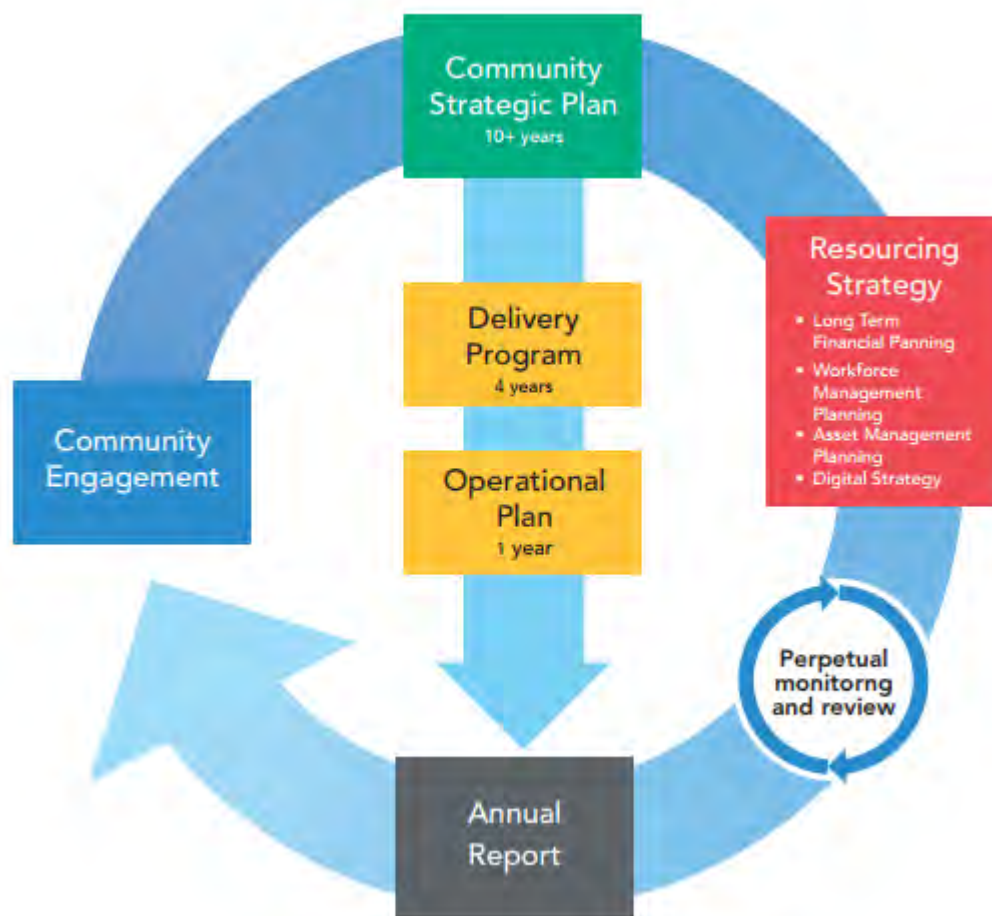 Community
Strategic Plan
10+ years
Resourcing
Strategy
▪ Long Term
Financial Panning
▪ Workforce
Management
Planning
▪ Asset Management
Planning
▪ Digital Strategy
Delivery
Program
4 years
Community
Engagement
Operational
Plan
1 year
Perpetual
monitorng
and review
Annual
Report